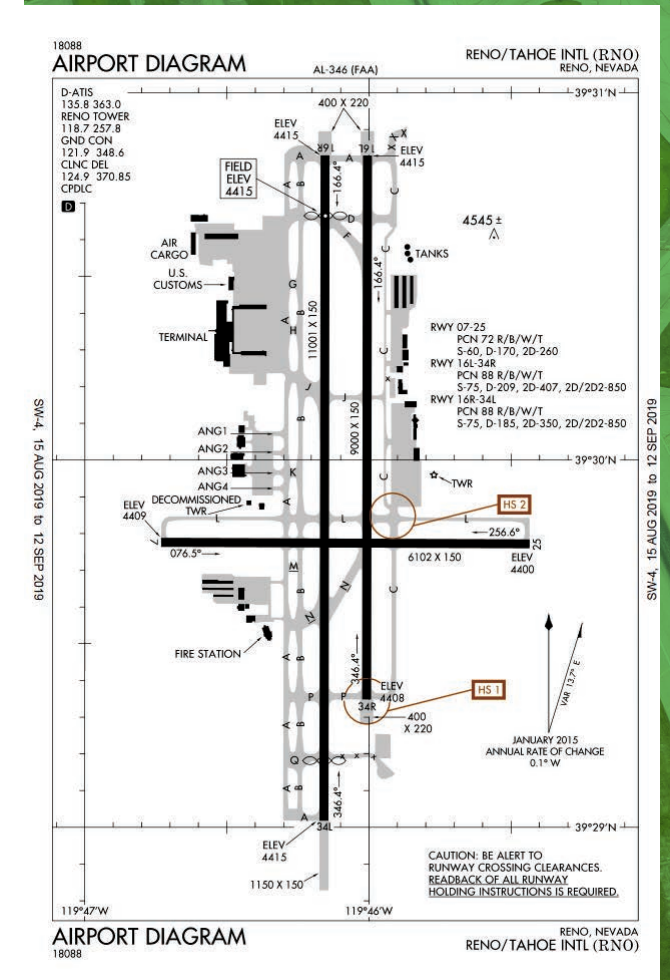 18088
AIRPORT DIAGRAM
AL-346 (FAA)
RENO/TAHOE INTL (RNO)
RENO, NEVADA
D-ATIS
135.8 363.0
RENO TOWER
118.7 257.8
GND CON
121.9 348.6
CLNC DEL
124.9 370.85
CPDLC
D
39°31'N
400 X 220
ELEV
4415
16R
A
A
16L
ELEV
4415
X
X
X
X
FIELD
ELEV
4415
A
B
166.4°
C
D
F
4545 ±
AIR
CARGO
C
TANKS
166.4°
U.S.
CUSTOMS
G
B
TERMINAL
A
H
11001 X 150
C
RWY 07-25
PCN 72 R/B/W/T
S-60, D-170, 2D-260
RWY 16L-34R
PCN 88 R/B/W/T
S-75, D-209, 2D-407, 2D/2D2-850
RWY 16R-34L
PCN 88 R/B/W/T
S-75, D-185, 2D-350, 2D/2D2-850
J
J
X
9000 X 150
B
ANG1
ANG2
ANG3
ANG4
K
C
39°30'N
TWR
A
DECOMMISSIONED
TWR
HS 2
ELEV
4409
L
L
L
L
256.6°
7
25
076.5°
6102 X 150
ELEV
4400
M
B
N
N
C
FIRE STATION
A
B
346.4°
P
P
ELEV
4408
34R
HS 1
400
X 220
VAR 13.7° E
JANUARY 2015
ANNUAL RATE OF CHANGE
0.1° W
A
B
Q
x
x
x
A
B
346.4°
A
34L
39°29'N
ELEV
4415
1150 X 150
CAUTION: BE ALERT TO
RUNWAY CROSSING CLEARANCES.
READBACK OF ALL RUNWAY
HOLDING INSTRUCTIONS IS REQUIRED.
119°47'W
119°46'W
SW-4, 15 AUG 2019 to 12 SEP 2019
SW-4, 15 AUG 2019 to 12 SEP 2019
AIRPORT DIAGRAM
18088
RENO, NEVADA
RENO/TAHOE INTL (RNO)